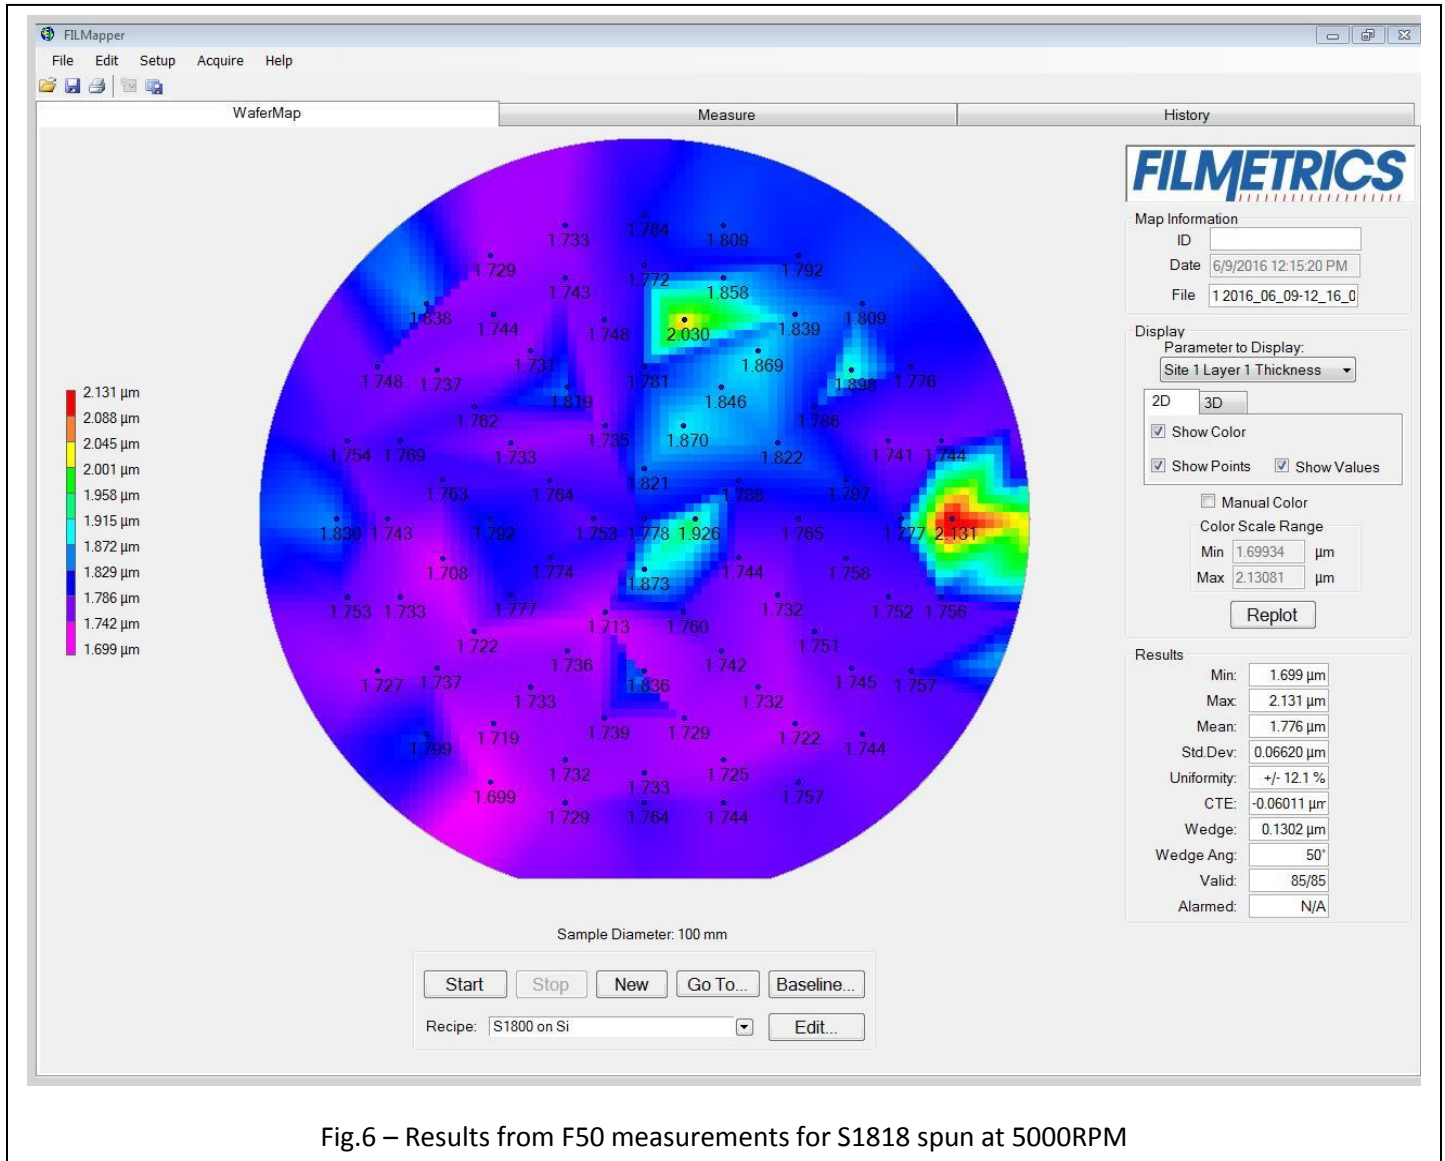 FILMapper
File Edit Setup Acquire Help
WaferMap Measure History
FILMETRICS
Map Information
ID
Date 6/9/2016 12:15:20 PM
File 1 2016_06_09-12_16_0
Display
Parameter to Display:
Site 1 Layer 1 Thickness
2D 3D
Show Color
Show Points Show Values
Manual Color
Color Scale Range
Min 1.69934 µm
Max 2.13081 µm
Replot
Results
Min: 1.699 µm
Max: 2.131 µm
Mean: 1.776 µm
Std.Dev: 0.06620 µm
Uniformity: +/- 12.1 %
CTE: -0.06011 µm
Wedge: 0.1302 µm
Wedge Ang: 50°
Valid: 85/85
Alarmed: N/A
2.131 µm
2.088 µm
2.045 µm
2.001 µm
1.958 µm
1.915 µm
1.872 µm
1.829 µm
1.786 µm
1.742 µm
1.699 µm
1.784
1.733 1.809
1.729 1.792
1.772
1.743 1.858
1.838 1.744 1.748 2.030 1.839 1.809
1.731 1.869
1.748 1.737 1.781 1.898 1.776
1.819 1.846
1.762 1.786
1.735 1.870
1.754 1.769 1.733 1.822 1.741 1.744
1.821
1.763 1.764 1.788 1.797
1.830 1.743 1.792 1.753 1.778 1.926 1.765 1.777 2.131
1.708 1.774 1.744 1.758
1.873
1.753 1.733 1.777 1.732 1.752 1.756
1.713 1.760
1.722 1.751
1.736 1.742
1.727 1.737 1.836 1.745 1.757
1.733 1.732
1.739 1.729
1.799 1.719 1.722 1.744
1.732 1.725
1.733
1.699 1.757
1.729 1.764 1.744
Sample Diameter: 100 mm
Start Stop New Go To... Baseline...
Recipe: S1800 on Si Edit...
Fig.6 – Results from F50 measurements for S1818 spun at 5000RPM